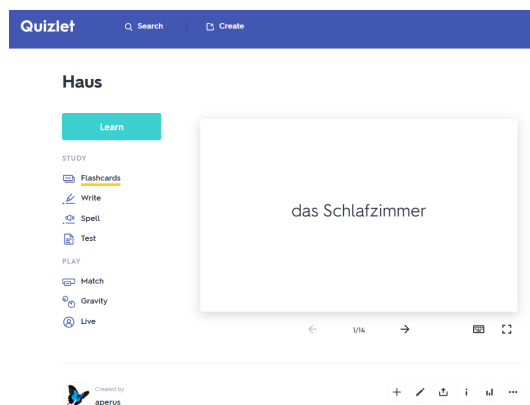 Quizlet
Search
Create
Haus
Learn
STUDY
Flashcards
Write
Spell
Test
PLAY
Match
Gravity
Live
das Schlafzimmer
1/14
Created by
aperus